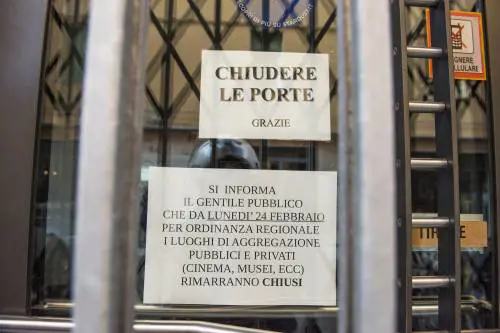 CHIUDERE
LE PORTE
GRAZIE
SI INFORMA
IL GENTILE PUBBLICO
CHE DA LUNEDI' 24 FEBBRAIO
PER ORDINANZA REGIONALE
I LUOGHI DI AGGREGAZIONE
PUBBLICI E PRIVATI
(CINEMA, MUSEI, ECC)
RIMARRANNO CHIUSI